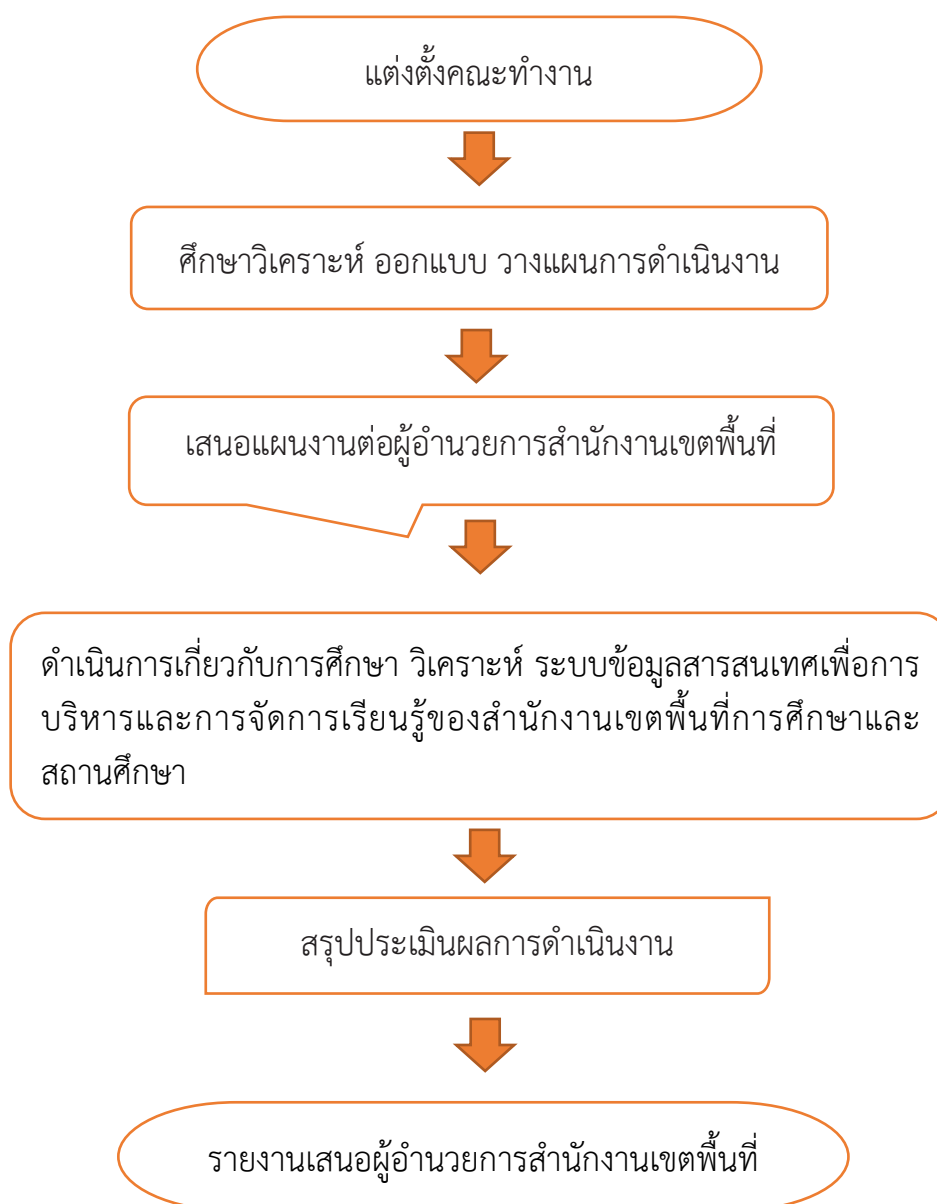 แต่งตั้งคณะทำงาน
ศึกษาวิเคราะห์ ออกแบบ วางแผนการดำเนินงาน
เสนอแผนงานต่อผู้อำนวยการสำนักงานเขตพื้นที่
ดำเนินการเกี่ยวกับการศึกษา วิเคราะห์ ระบบข้อมูลสารสนเทศเพื่อการ
บริหารและการจัดการเรียนรู้ของสำนักงานเขตพื้นที่การศึกษาและ
สถานศึกษา
สรุปประเมินผลการดำเนินงาน
รายงานเสนอผู้อำนวยการสำนักงานเขตพื้นที่